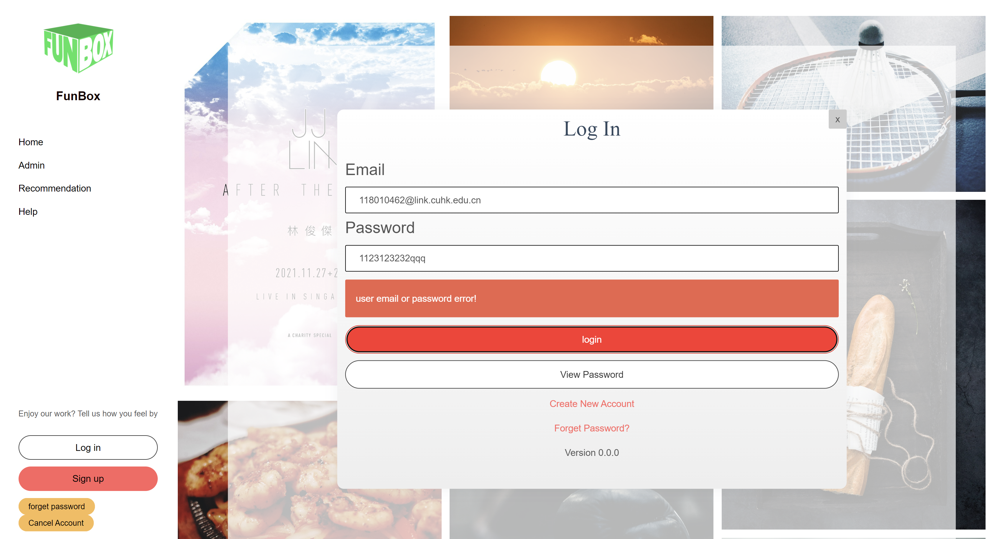 FUNBOX
FunBox
Home
Admin
Recommendation
Help
Enjoy our work? Tell us how you feel by
Log in
Sign up
forget password
Cancel Account
JJ
LIN
AFTER THE
林俊傑
2021.11.27+2
LIVE IN SINGA
A CHARITY SPECIAL
Log In
x
Email
118010462@link.cuhk.edu.cn
Password
1123123232qqq
user email or password error!
login
View Password
Create New Account
Forget Password?
Version 0.0.0